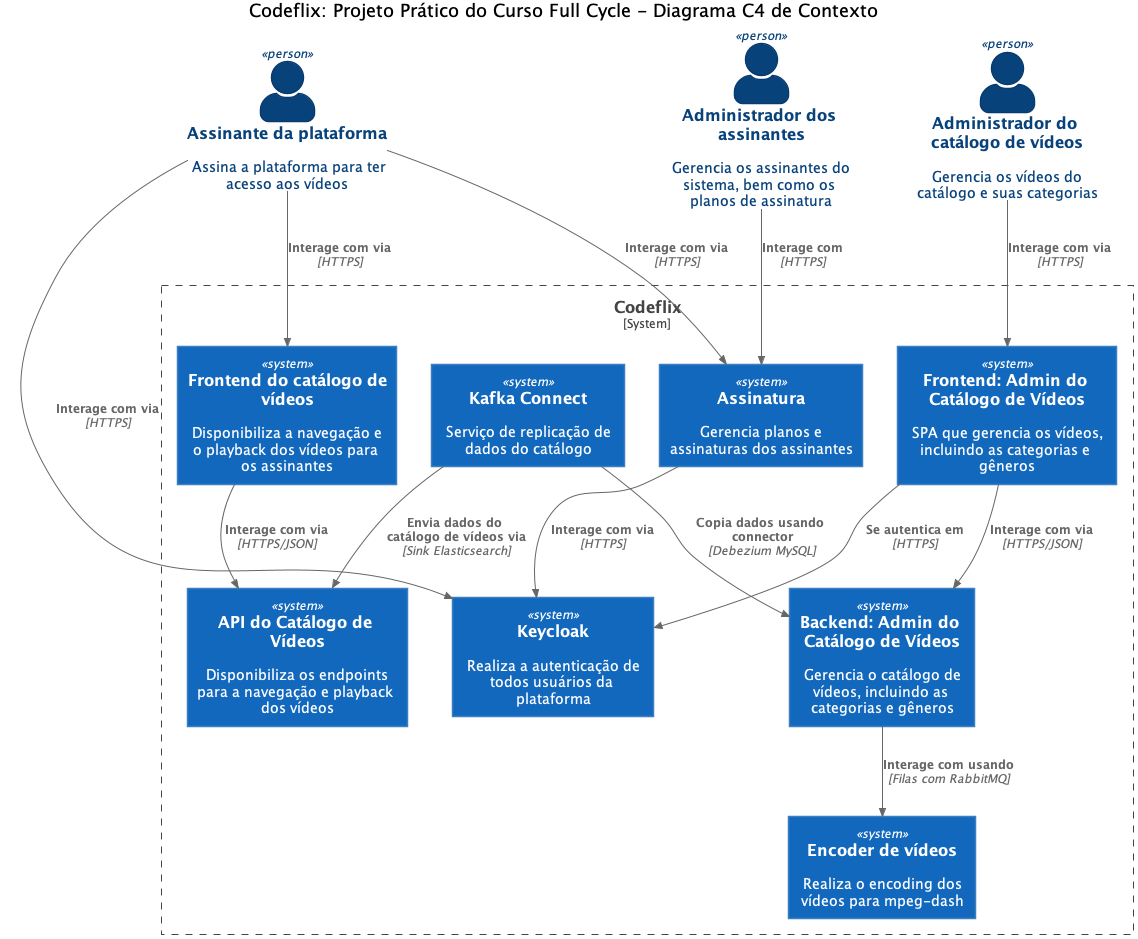 Codeflix: Projeto Prático do Curso Full Cycle - Diagrama C4 de Contexto
«person»
Assinante da plataforma
Assina a plataforma para ter
acesso aos vídeos
«person»
Administrador dos
assinantes
Gerencia os assinantes do
sistema, bem como os
planos de assinatura
«person»
Administrador do
catálogo de vídeos
Gerencia os vídeos do
catálogo e suas categorias
Interage com via
[HTTPS]
Interage com via
[HTTPS]
Interage com
[HTTPS]
Interage com via
[HTTPS]
Codeflix
[System]
Interage com via
[HTTPS]
«system»
Frontend do catálogo de
vídeos
Disponibiliza a navegação e
o playback dos vídeos para
os assinantes
«system»
Kafka Connect
Serviço de replicação de
dados do catálogo
«system»
Assinatura
Gerencia planos e
assinaturas dos assinantes
«system»
Frontend: Admin do
Catálogo de Vídeos
SPA que gerencia os vídeos,
incluindo as categorias e
gêneros
Interage com via
[HTTPS/JSON]
Envia dados do
catálogo de vídeos via
[Sink Elasticsearch]
Interage com via
[HTTPS]
Copia dados usando
connector
[Debezium MySQL]
Se autentica em
[HTTPS]
Interage com via
[HTTPS/JSON]
«system»
API do Catálogo de
Vídeos
Disponibiliza os endpoints
para a navegação e playback
dos vídeos
«system»
Keycloak
Realiza a autenticação de
todos usuários da
plataforma
«system»
Backend: Admin do
Catálogo de Vídeos
Gerencia o catálogo de
vídeos, incluindo as
categorias e gêneros
Interage com usando
[Filas com RabbitMQ]
«system»
Encoder de vídeos
Realiza o encoding dos
vídeos para mpeg-dash